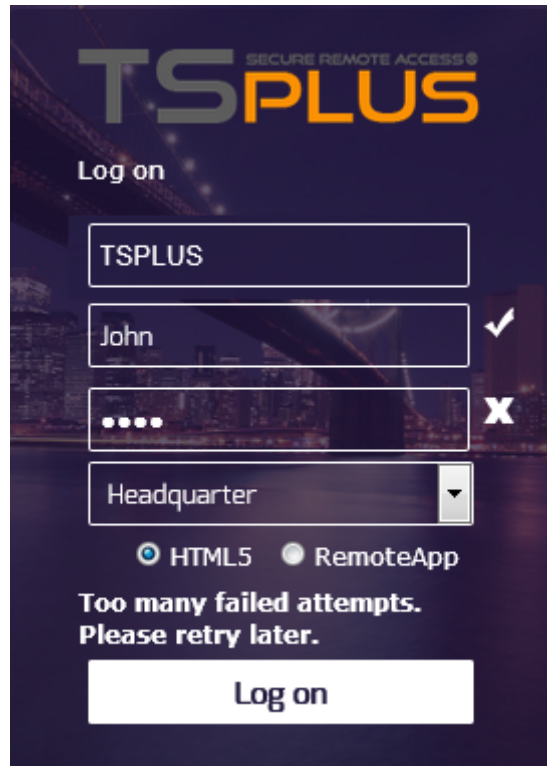 SECURE REMOTE ACCESS®
TSPLUS
Log on
TSPLUS
John
••••
Headquarter
HTML5 RemoteApp
Too many failed attempts.
Please retry later.
Log on